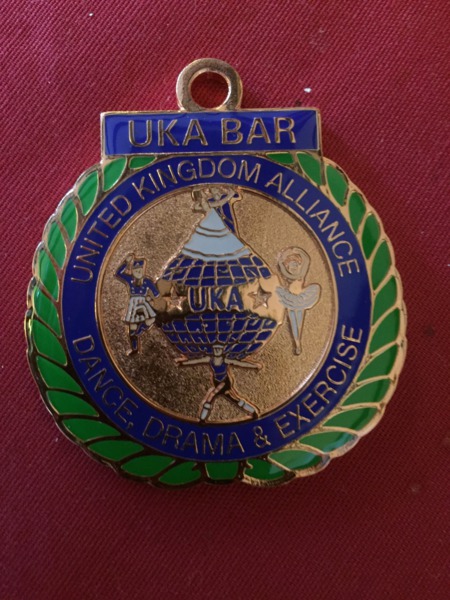 UKA BAR
UNITED KINGDOM ALLIANCE
UKA
DANCE, DRAMA & EXERCISE